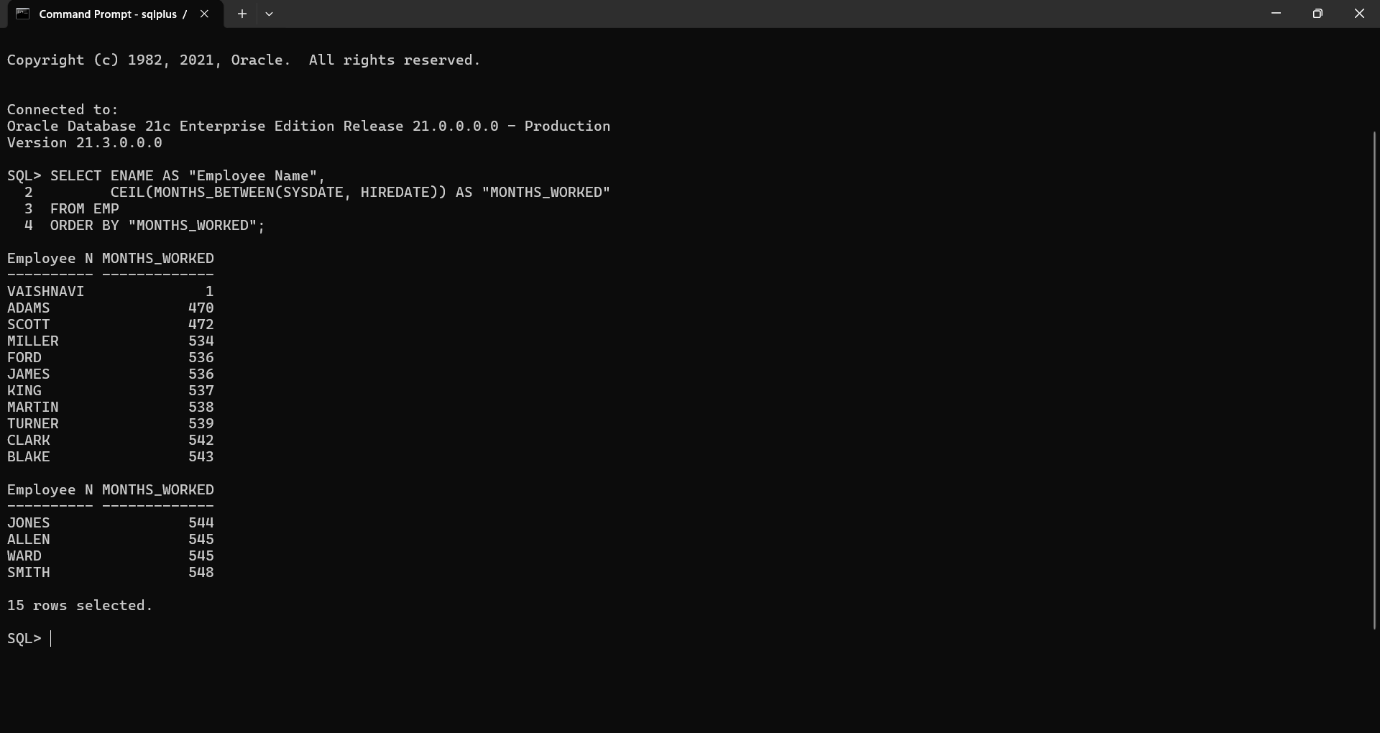 Command Prompt - sqlplus /
Copyright (c) 1982, 2021, Oracle.  All rights reserved.
Connected to:
Oracle Database 21c Enterprise Edition Release 21.0.0.0.0 - Production
Version 21.3.0.0.0
SQL> SELECT ENAME AS "Employee Name",
  2         CEIL(MONTHS_BETWEEN(SYSDATE, HIREDATE)) AS "MONTHS_WORKED"
  3  FROM EMP
  4  ORDER BY "MONTHS_WORKED";
Employee N MONTHS_WORKED
---------- -------------
VAISHNAVI              1
ADAMS                470
SCOTT                472
MILLER               534
FORD                 536
JAMES                536
KING                 537
MARTIN               538
TURNER               539
CLARK                542
BLAKE                543
Employee N MONTHS_WORKED
---------- -------------
JONES                544
ALLEN                545
WARD                 545
SMITH                548
15 rows selected.
SQL>